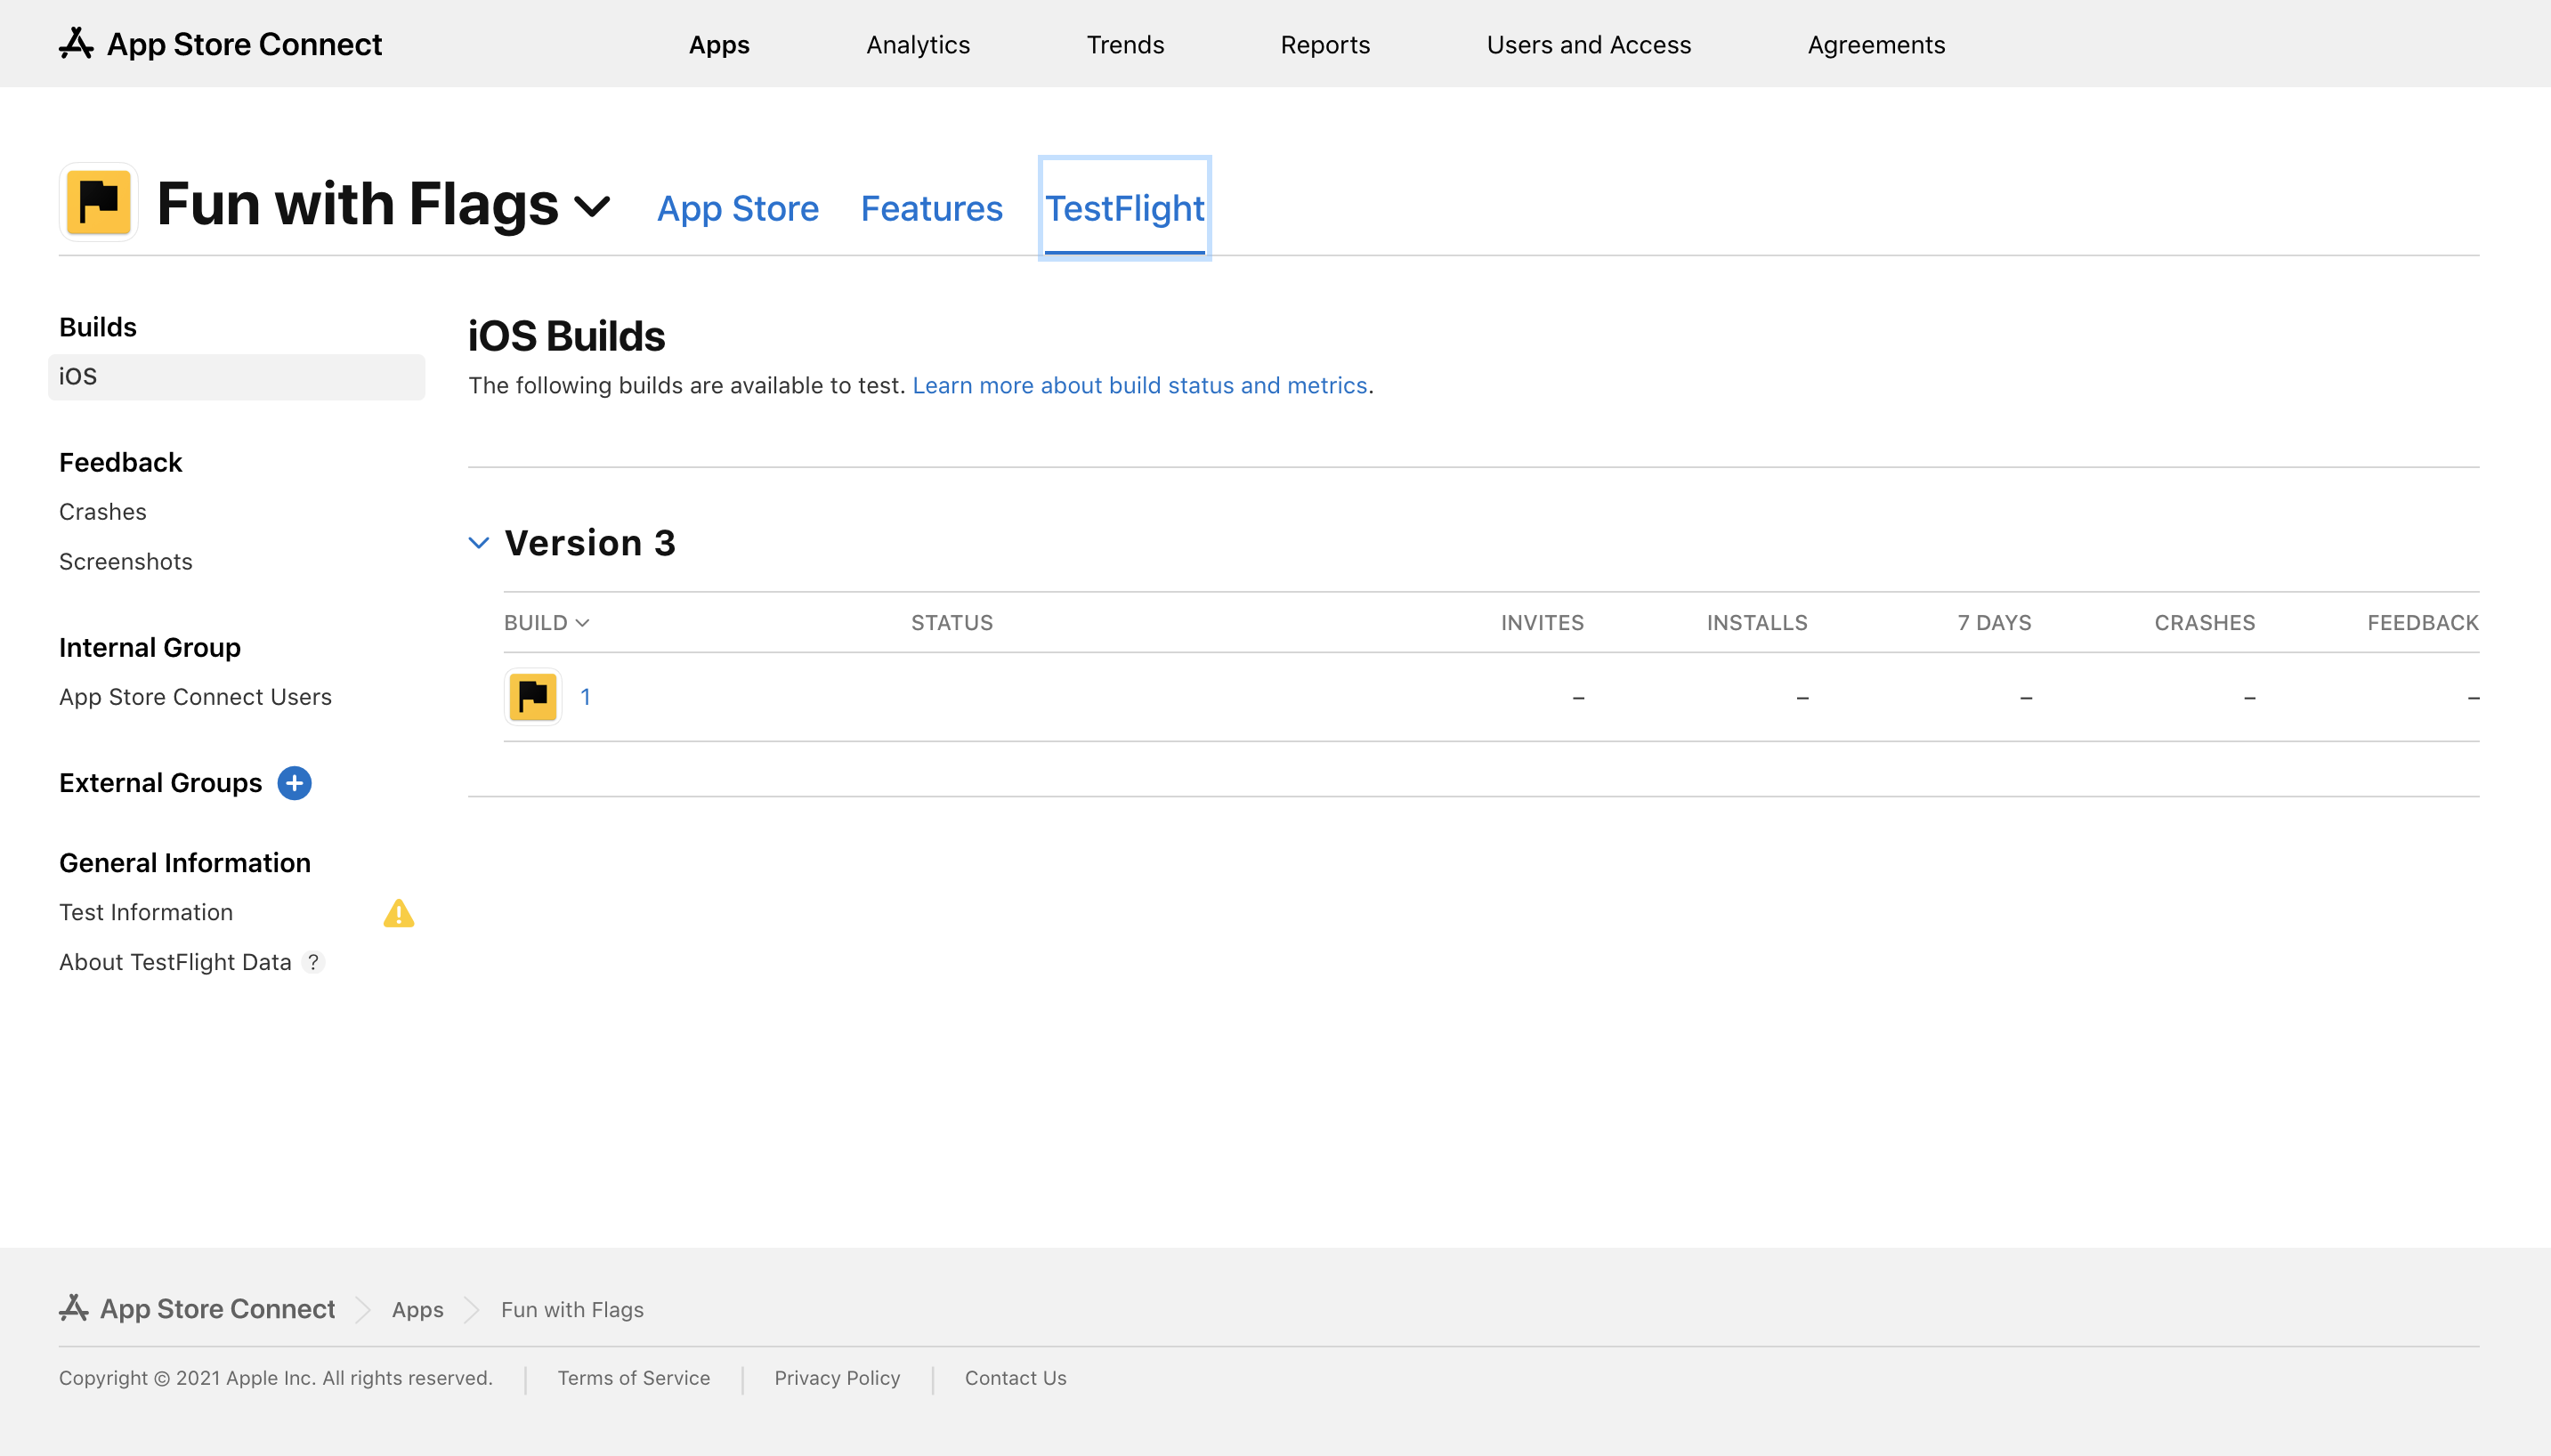 App Store Connect
Apps
Analytics
Trends
Reports
Users and Access
Agreements
Fun with Flags
App Store
Features
TestFlight
Builds
iOS
Feedback
Crashes
Screenshots
Internal Group
App Store Connect Users
External Groups
General Information
Test Information
About TestFlight Data ?
iOS Builds
The following builds are available to test. Learn more about build status and metrics.
Version 3
BUILD STATUS INVITES INSTALLS 7 DAYS CRASHES FEEDBACK
1 – – – – –
App Store Connect Apps Fun with Flags
Copyright © 2021 Apple Inc. All rights reserved. Terms of Service Privacy Policy Contact Us